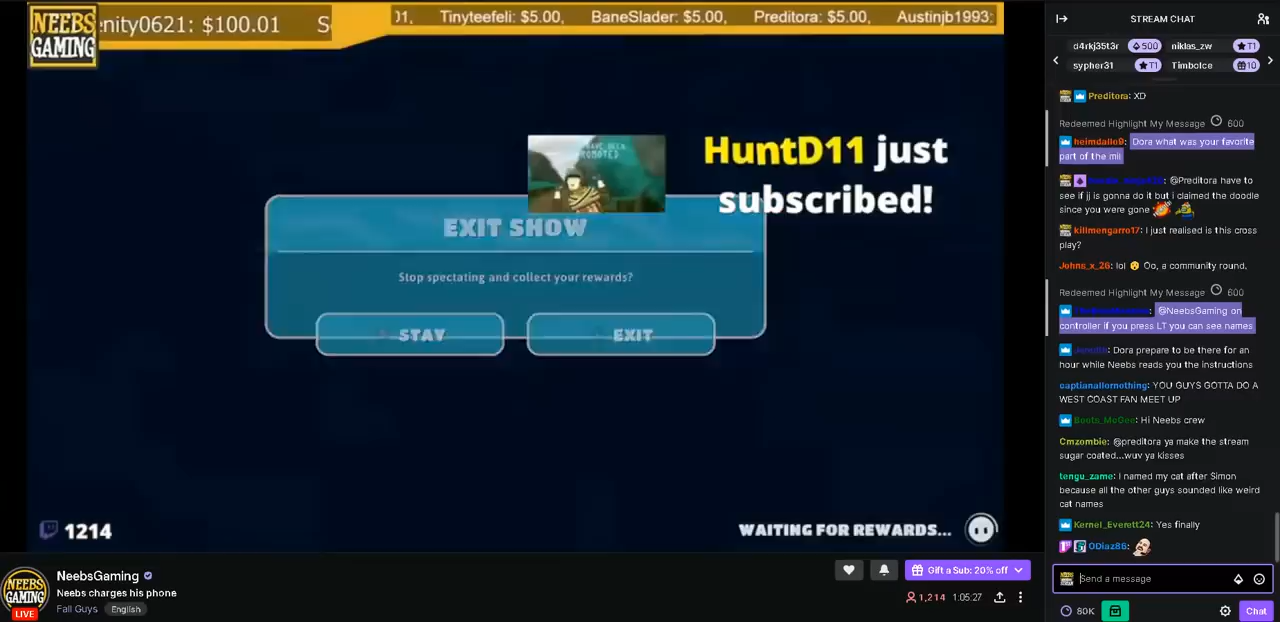 NEEBS
GAMING
enity0621: $100.01 S
01, Tinyteefeli: $5.00, BaneSlader: $5.00, Preditora: $5.00, Austinjb1993:
HuntD11 just
subscribed!
EXIT SHOW
Stop spectating and collect your rewards?
STAY
EXIT
1214
WAITING FOR REWARDS...
NEEBS
GAMING
LIVE
NeebsGaming
Neebs charges his phone
Fall Guys English
Gift a Sub: 20% off
1,214 1:05:27
STREAM CHAT
d4rkj35t3r 500 niklas_zw T1
sypher31 T1 TimboIce 10
Preditora: XD
Redeemed Highlight My Message 600
heimdallo9: Dora what was your favorite
part of the mii
@Preditora have to
see if jj is gonna do it but i claimed the doodle
since you were gone
killmengarro17: I just realised is this cross
play?
Johns_x_26: lol Oo, a community round.
Redeemed Highlight My Message 600
@NeebsGaming on
controller if you press LT you can see names
Dora prepare to be there for an
hour while Neebs reads you the instructions
captianallornothing: YOU GUYS GOTTA DO A
WEST COAST FAN MEET UP
Boots_McGee: Hi Neebs crew
Cmzombie: @preditora ya make the stream
sugar coated...wuv ya kisses
tengu_zame: I named my cat after Simon
because all the other guys sounded like weird
cat names
Kernel_Everett24: Yes finally
ODiaz86:
Send a message
80K
Chat